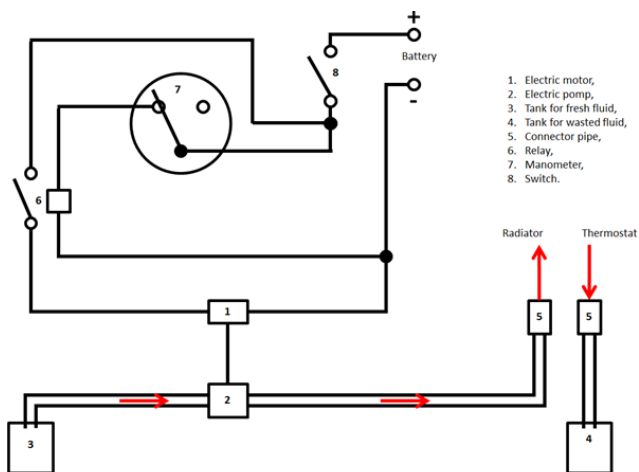 +
Battery
-
8
7
6
1. Electric motor,
2. Electric pomp,
3. Tank for fresh fluid,
4. Tank for wasted fluid,
5. Connector pipe,
6. Relay,
7. Manometer,
8. Switch.
Radiator Thermostat
1
5 5
2
3
4